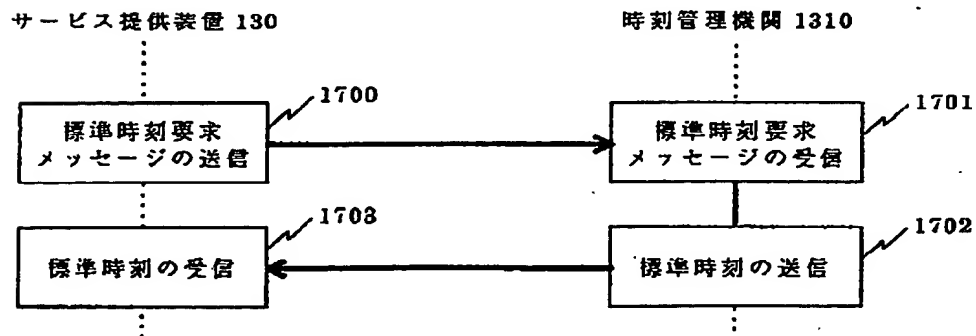 サービス提供装置 130
時刻管理機関 1310
1700
標準時刻要求
メッセージの送信
1701
標準時刻要求
メッセージの受信
1703
標準時刻の受信
1702
標準時刻の送信